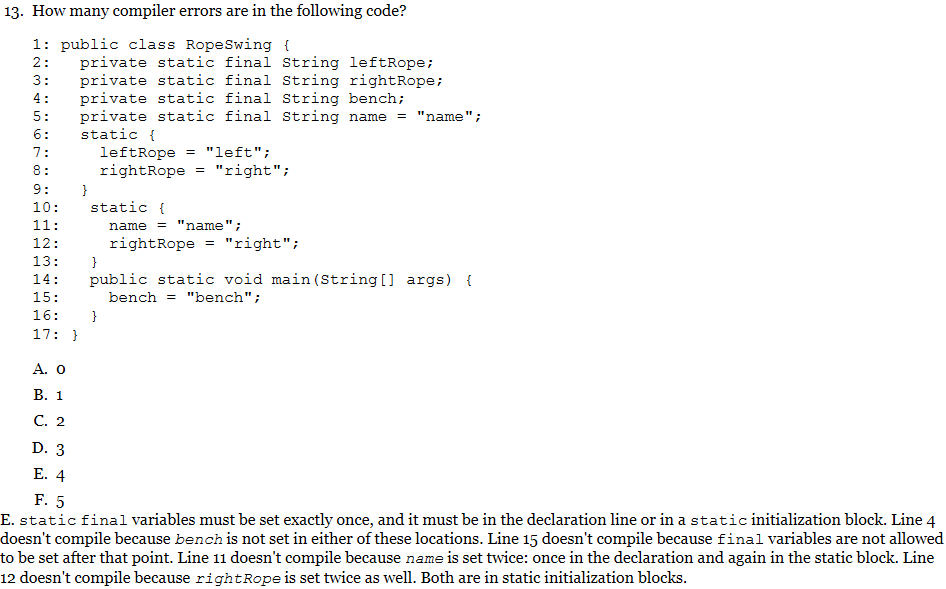 13. How many compiler errors are in the following code?
1: public class RopeSwing {
2:   private static final String leftRope;
3:   private static final String rightRope;
4:   private static final String bench;
5:   private static final String name = "name";
6:   static {
7:     leftRope = "left";
8:     rightRope = "right";
9:   }
10:   static {
11:     name = "name";
12:     rightRope = "right";
13:   }
14:   public static void main(String[] args) {
15:     bench = "bench";
16:   }
17: }
A. 0
B. 1
C. 2
D. 3
E. 4
F. 5
E. static final variables must be set exactly once, and it must be in the declaration line or in a static initialization block. Line 4
doesn't compile because bench is not set in either of these locations. Line 15 doesn't compile because final variables are not allowed
to be set after that point. Line 11 doesn't compile because name is set twice: once in the declaration and again in the static block. Line
12 doesn't compile because rightRope is set twice as well. Both are in static initialization blocks.